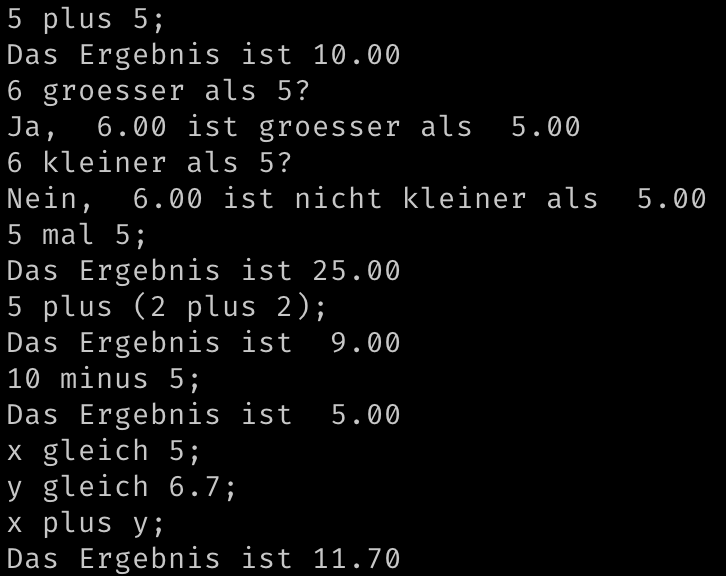 5 plus 5;
Das Ergebnis ist 10.00
6 groesser als 5?
Ja,  6.00 ist groesser als  5.00
6 kleiner als 5?
Nein,  6.00 ist nicht kleiner als  5.00
5 mal 5;
Das Ergebnis ist 25.00
5 plus (2 plus 2);
Das Ergebnis ist  9.00
10 minus 5;
Das Ergebnis ist  5.00
x gleich 5;
y gleich 6.7;
x plus y;
Das Ergebnis ist 11.70